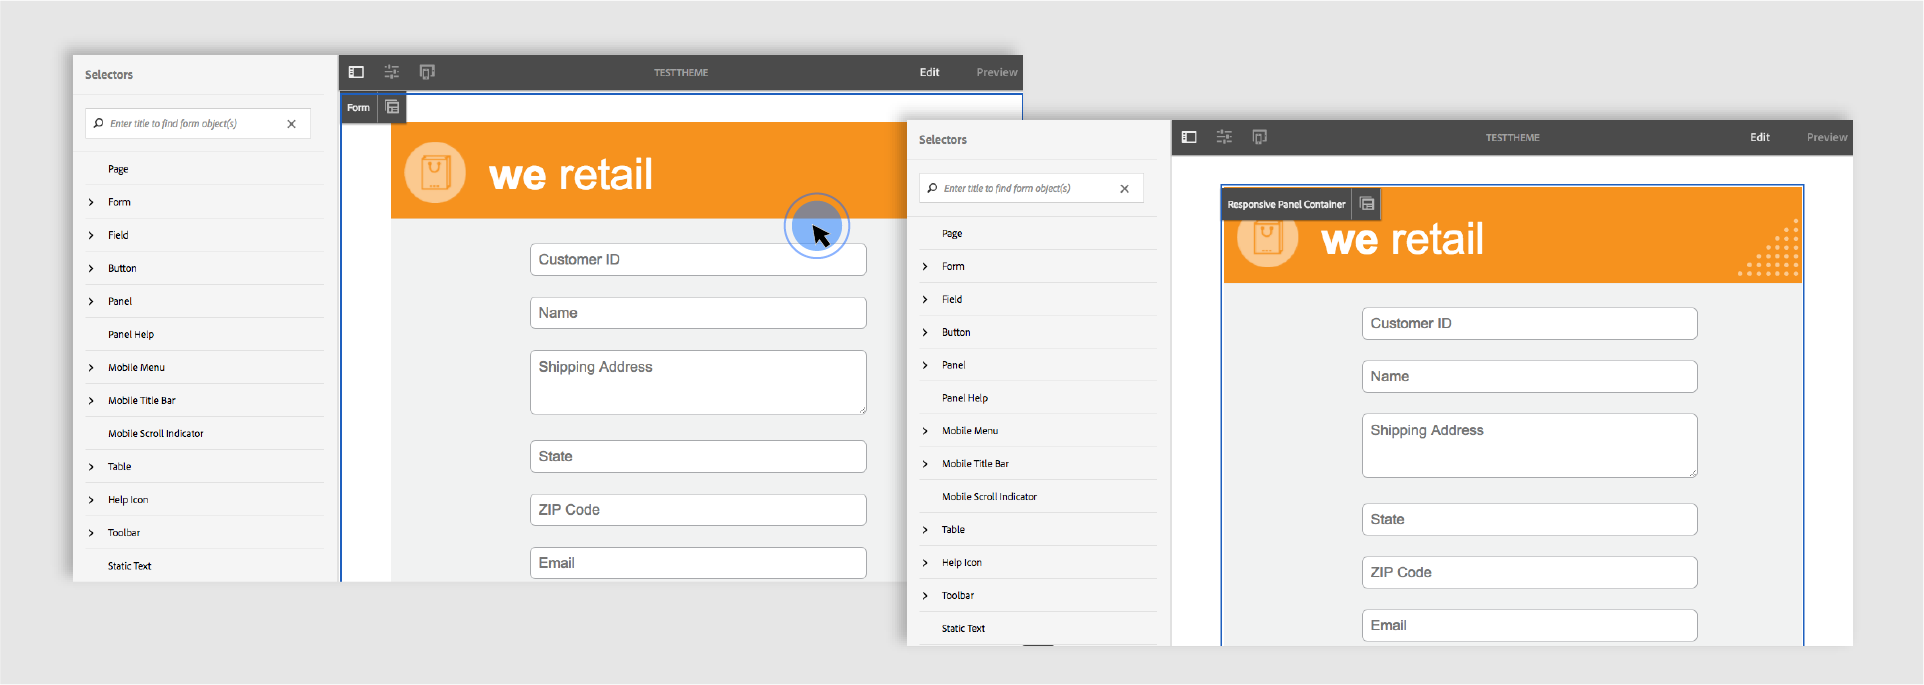 Selectors
TESTTHEME
Edit
Preview
Enter title to find form object(s)
Form
Page
Form
Field
Button
Panel
Panel Help
Mobile Menu
Mobile Title Bar
Mobile Scroll Indicator
Table
Help Icon
Toolbar
Static Text
we retail
Customer ID
Name
Shipping Address
State
ZIP Code
Email
Selectors
TESTTHEME
Edit
Preview
Enter title to find form object(s)
Page
Form
Field
Button
Panel
Panel Help
Mobile Menu
Mobile Title Bar
Mobile Scroll Indicator
Table
Help Icon
Toolbar
Static Text
Responsive Panel Container
we retail
Customer ID
Name
Shipping Address
State
ZIP Code
Email